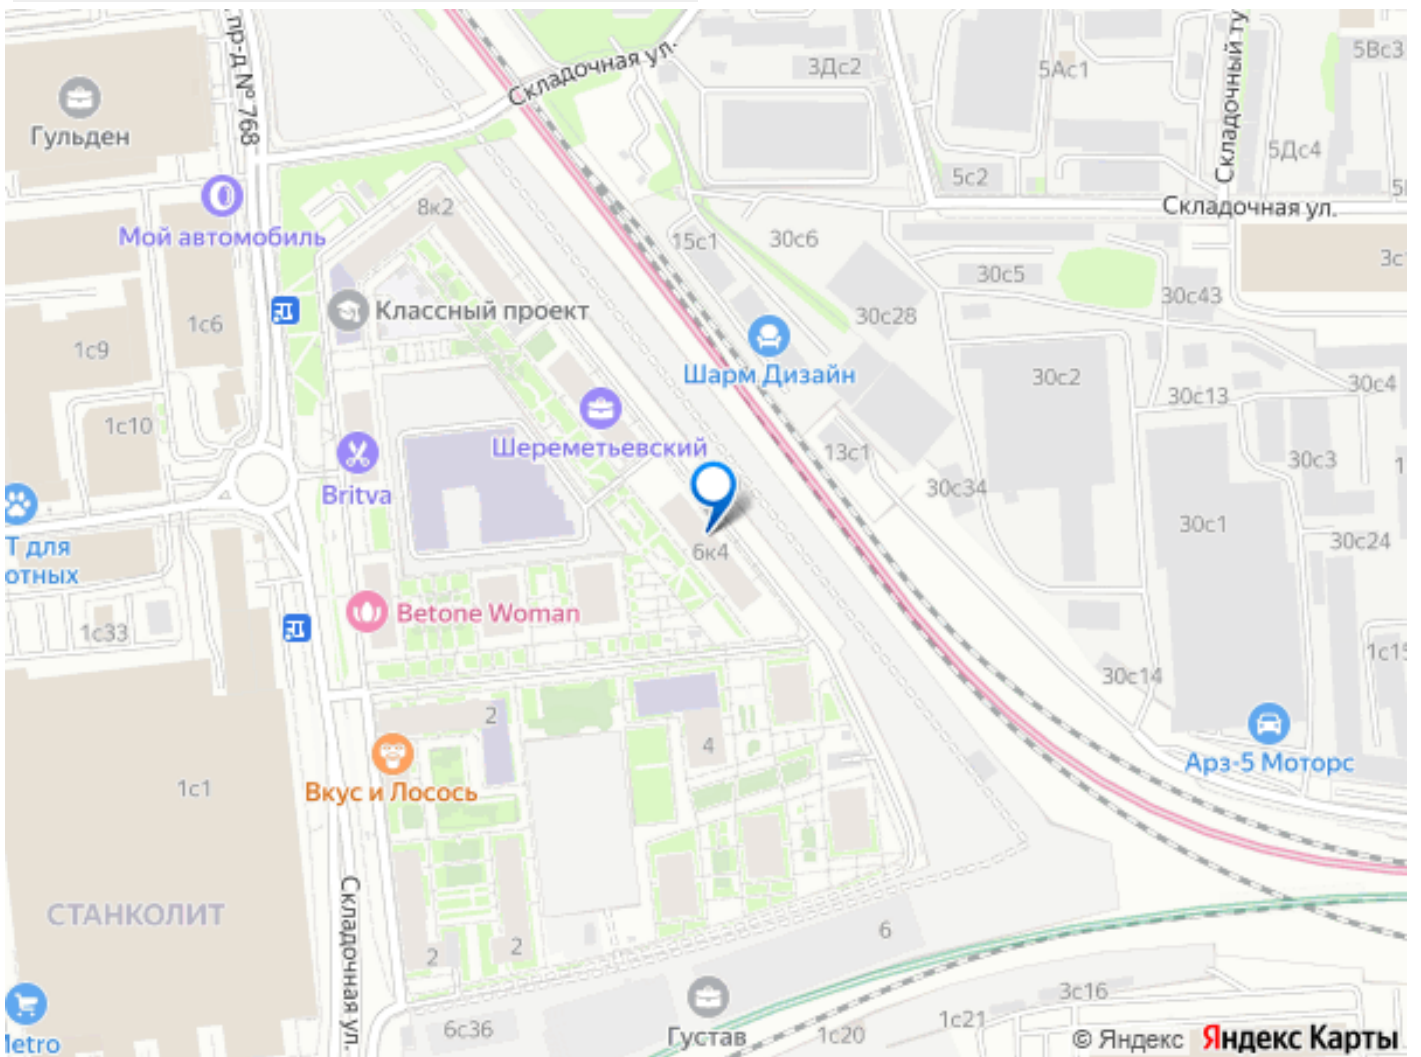 пр-д № 768
Складочная ул.
3Дс2
5Ас1
Складочный ту
5Вс3
Гульден
5Дс4
5с2
8к2
Складочная ул.
Мой автомобиль
15с1
30с6
30с5
3с1
30с43
Классный проект
1с6
30с28
1с9
Шарм Дизайн
30с2
30с4
30с13
1с10
Шереметьевский
13с1
30с3
Britva
30с34
30с1
30с24
Т для
отных
6к4
Betone Woman
1с33
1с15
30с14
2
4
Арз-5 Моторс
1с1
Вкус и Лосось
СТАНКОЛИТ
Складочная ул.
2
2
6
3с16
6с36
Густав
1с20
1с21
Metro
© Яндекс Яндекс Карты